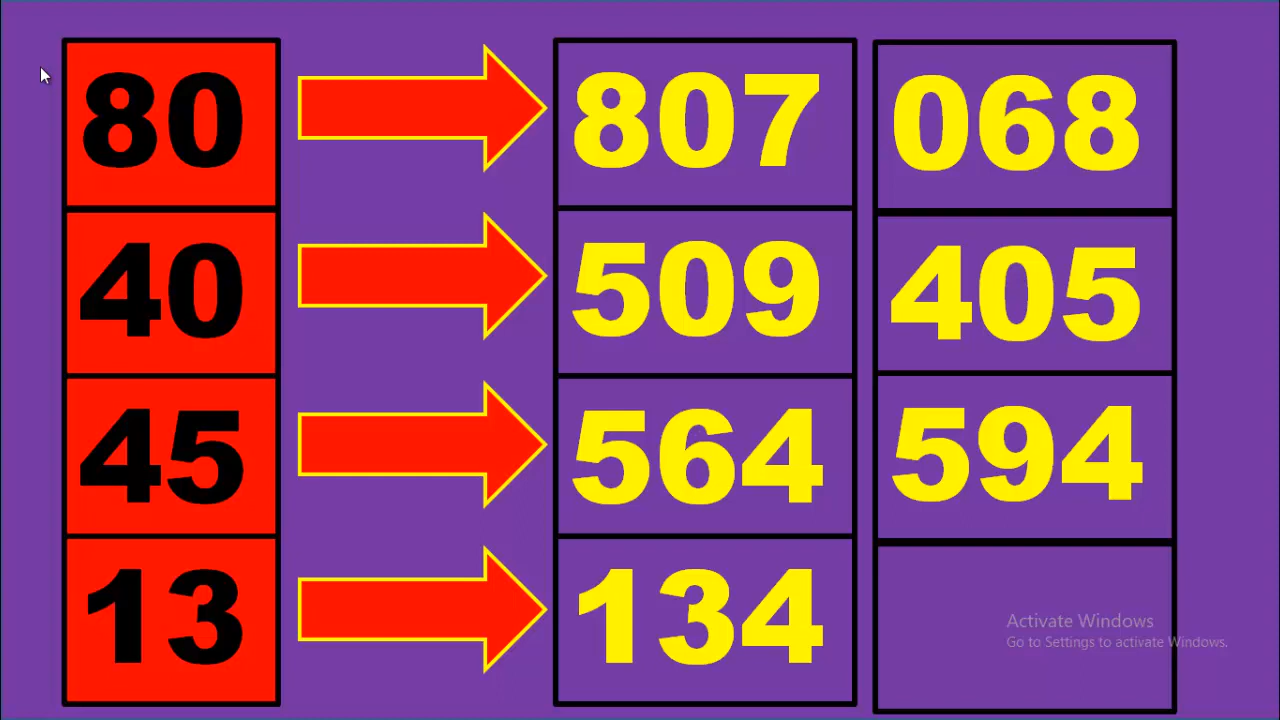 80 807 068
40 509 405
45 564 594
13 134
Activate Windows
Go to Settings to activate Windows.